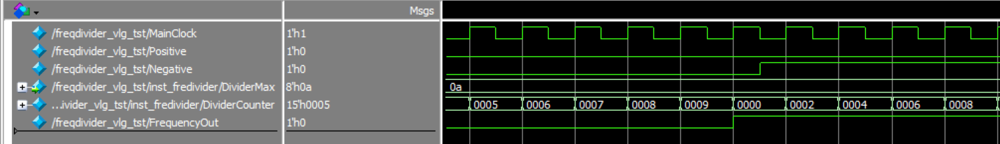 Msgs
/freqdivider_vlg_tst/MainClock 1'h1
/freqdivider_vlg_tst/Positive 1'h0
/freqdivider_vlg_tst/Negative 1'h0
/freqdivider_vlg_tst/inst_fredivider/DividerMax 8'h0a 0a
...ivider_vlg_tst/inst_fredivider/DividerCounter 15'h0005 0005 0006 0007 0008 0009 0000 0002 0004 0006 0008
/freqdivider_vlg_tst/FrequencyOut 1'h0